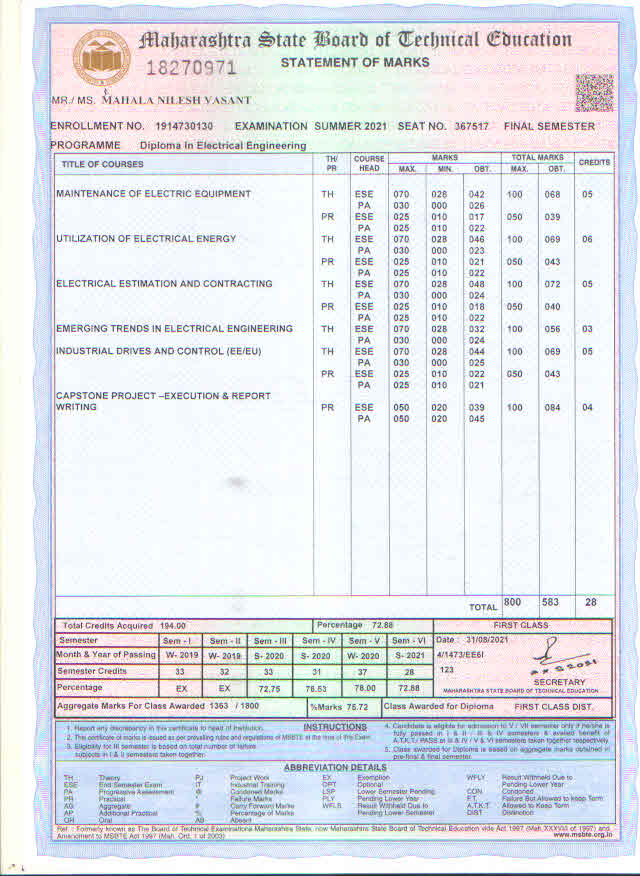 Maharashtra State Board of Technical Education
18270971
STATEMENT OF MARKS
MR./ MS. MAHALA NILESH VASANT
ENROLLMENT NO. 1914730130 EXAMINATION SUMMER 2021 SEAT NO. 367517 FINAL SEMESTER
PROGRAMME Diploma In Electrical Engineering
TITLE OF COURSES TH/ PR COURSE HEAD MARKS MAX. MIN. OBT. TOTAL MARKS MAX. OBT. CREDITS
MAINTENANCE OF ELECTRIC EQUIPMENT TH ESE 070 028 042 100 068 05
PA 030 000 026
PR ESE 025 010 017 050 039
PA 025 010 022
UTILIZATION OF ELECTRICAL ENERGY TH ESE 070 028 046 100 069 06
PA 030 000 023
PR ESE 025 010 021 050 043
PA 025 010 022
ELECTRICAL ESTIMATION AND CONTRACTING TH ESE 070 028 048 100 072 05
PA 030 000 024
PR ESE 025 010 018 050 040
PA 025 010 022
EMERGING TRENDS IN ELECTRICAL ENGINEERING TH ESE 070 028 032 100 056 03
PA 030 000 024
INDUSTRIAL DRIVES AND CONTROL (EE/EU) TH ESE 070 028 044 100 069 05
PA 030 000 025
PR ESE 025 010 022 050 043
PA 025 010 021
CAPSTONE PROJECT –EXECUTION & REPORT
WRITING PR ESE 050 020 039 100 084 04
PA 050 020 045
TOTAL 800 583 28
Total Credits Acquired 194.00 Percentage 72.88 FIRST CLASS
Semester Sem - I Sem - II Sem - III Sem - IV Sem - V Sem - VI Date : 31/08/2021
Month & Year of Passing W- 2019 W- 2019 S- 2020 S- 2020 W- 2020 S- 2021 4/1473/EE6I
Semester Credits 33 32 33 31 37 28 123
Percentage EX EX 72.75 78.53 78.00 72.88
SECRETARY
MAHARASHTRA STATE BOARD OF TECHNICAL EDUCATION
Aggregate Marks For Class Awarded 1363 / 1800 %Marks 75.72 Class Awarded for Diploma FIRST CLASS DIST.
INSTRUCTIONS
1. Report any discrepancy in this certificate to head of Institution.
2. This certificate of marks is issued as per prevailing rules and regulations of MSBTE at the time of this Exam.
3. Eligibility for III semester is based on total number of failure
subjects in I & II semesters taken together.
4. Candidate is eligible for admission to V / VII semester only if he/she is
fully passed in I & II / III & IV semesters & availed benefit of
A.T.K.T./ PASS at III & IV / V & VI semesters taken together respectively.
5. Class awarded for Diploma is based on aggregate marks obtained in
pre-final & final semester.
ABBREVIATION DETAILS
TH Theory PJ Project Work EX Exemption WFLY Result Withheld Due to
ESE End Semester Exam IT Industrial Training OPT Optional Pending Lower Year
PA Progressive Assessment @ Condoned Marks LSP Lower Semester Pending CON Condoned
PR Practical * Failure Marks PLY Pending Lower Year F.T. Failure But Allowed to Keep Term
AG Aggregate # Carry Forward Marks WFLS Result Withheld Due to A.T.K.T. Allowed to Keep Term
AP Additional Practical % Percentage of Marks Pending Lower Semester DIST Distinction
OR Oral AB Absent
Ref. : Formerly known as The Board of Technical Examinations Maharashtra State, now Maharashtra State Board of Technical Education vide Act 1997 (Mah.XXXVIII of 1997) and
Amendment to MSBTE Act 1997 (Mah. Ord. 1 of 2003) www.msbte.org.in